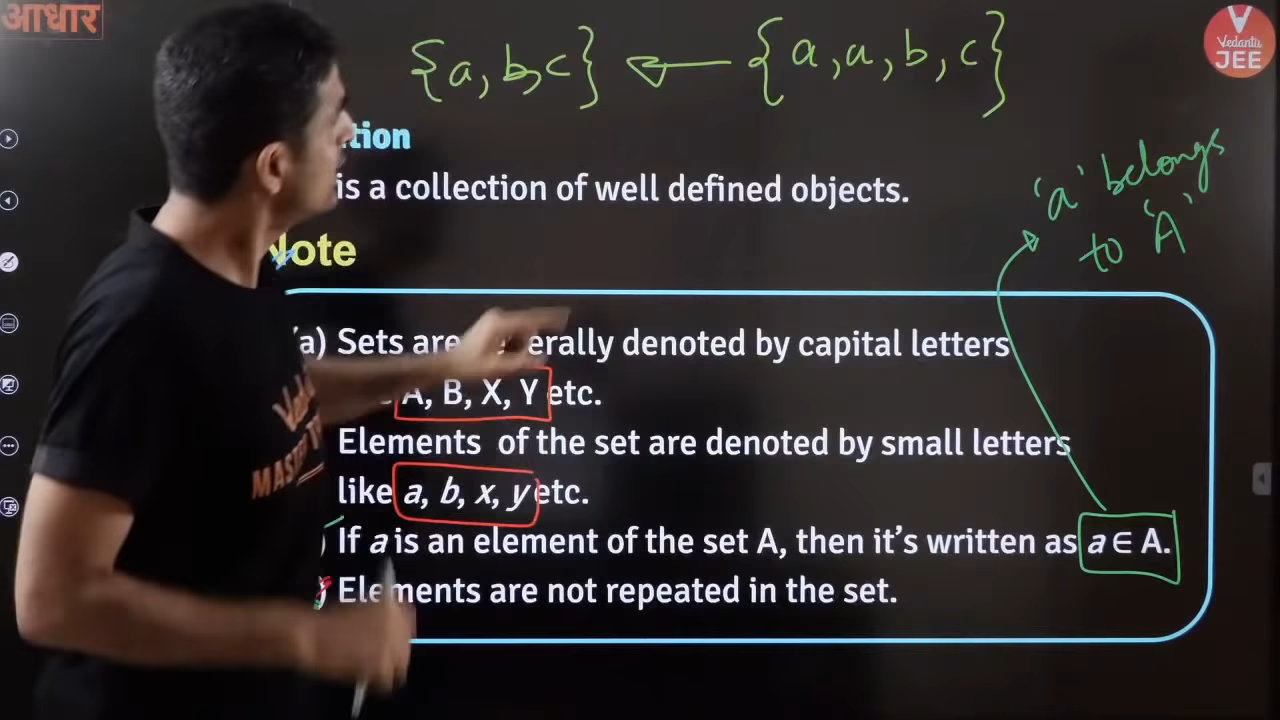 आधार
{a, b, c} ← {a, a, b, c}
Vedantu
JEE
tion
is a collection of well defined objects.
'a' belongs
to 'A'
Note
(a) Sets are erally denoted by capital letters
A, B, X, Y etc.
Elements of the set are denoted by small letters
like a, b, x, y etc.
If a is an element of the set A, then it's written as a ∈ A.
Elements are not repeated in the set.